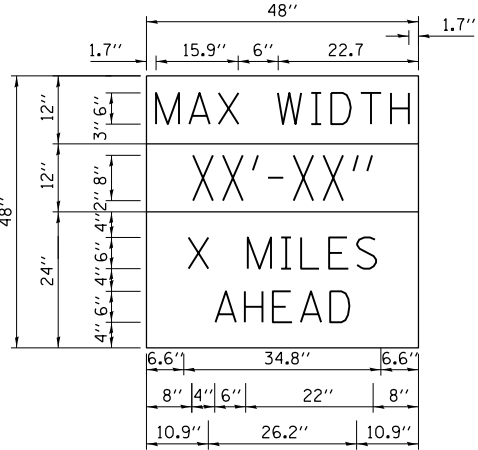 48''
1.7''
1.7'' 15.9'' 6'' 22.7
48''
12'' 3'' 6'' MAX WIDTH
12'' 2'' 8'' XX'-XX''
24'' 4'' 6'' 4'' 6'' 4''
X MILES
AHEAD
6.6'' 34.8'' 6.6''
8'' 4'' 6'' 22'' 8''
10.9'' 26.2'' 10.9''